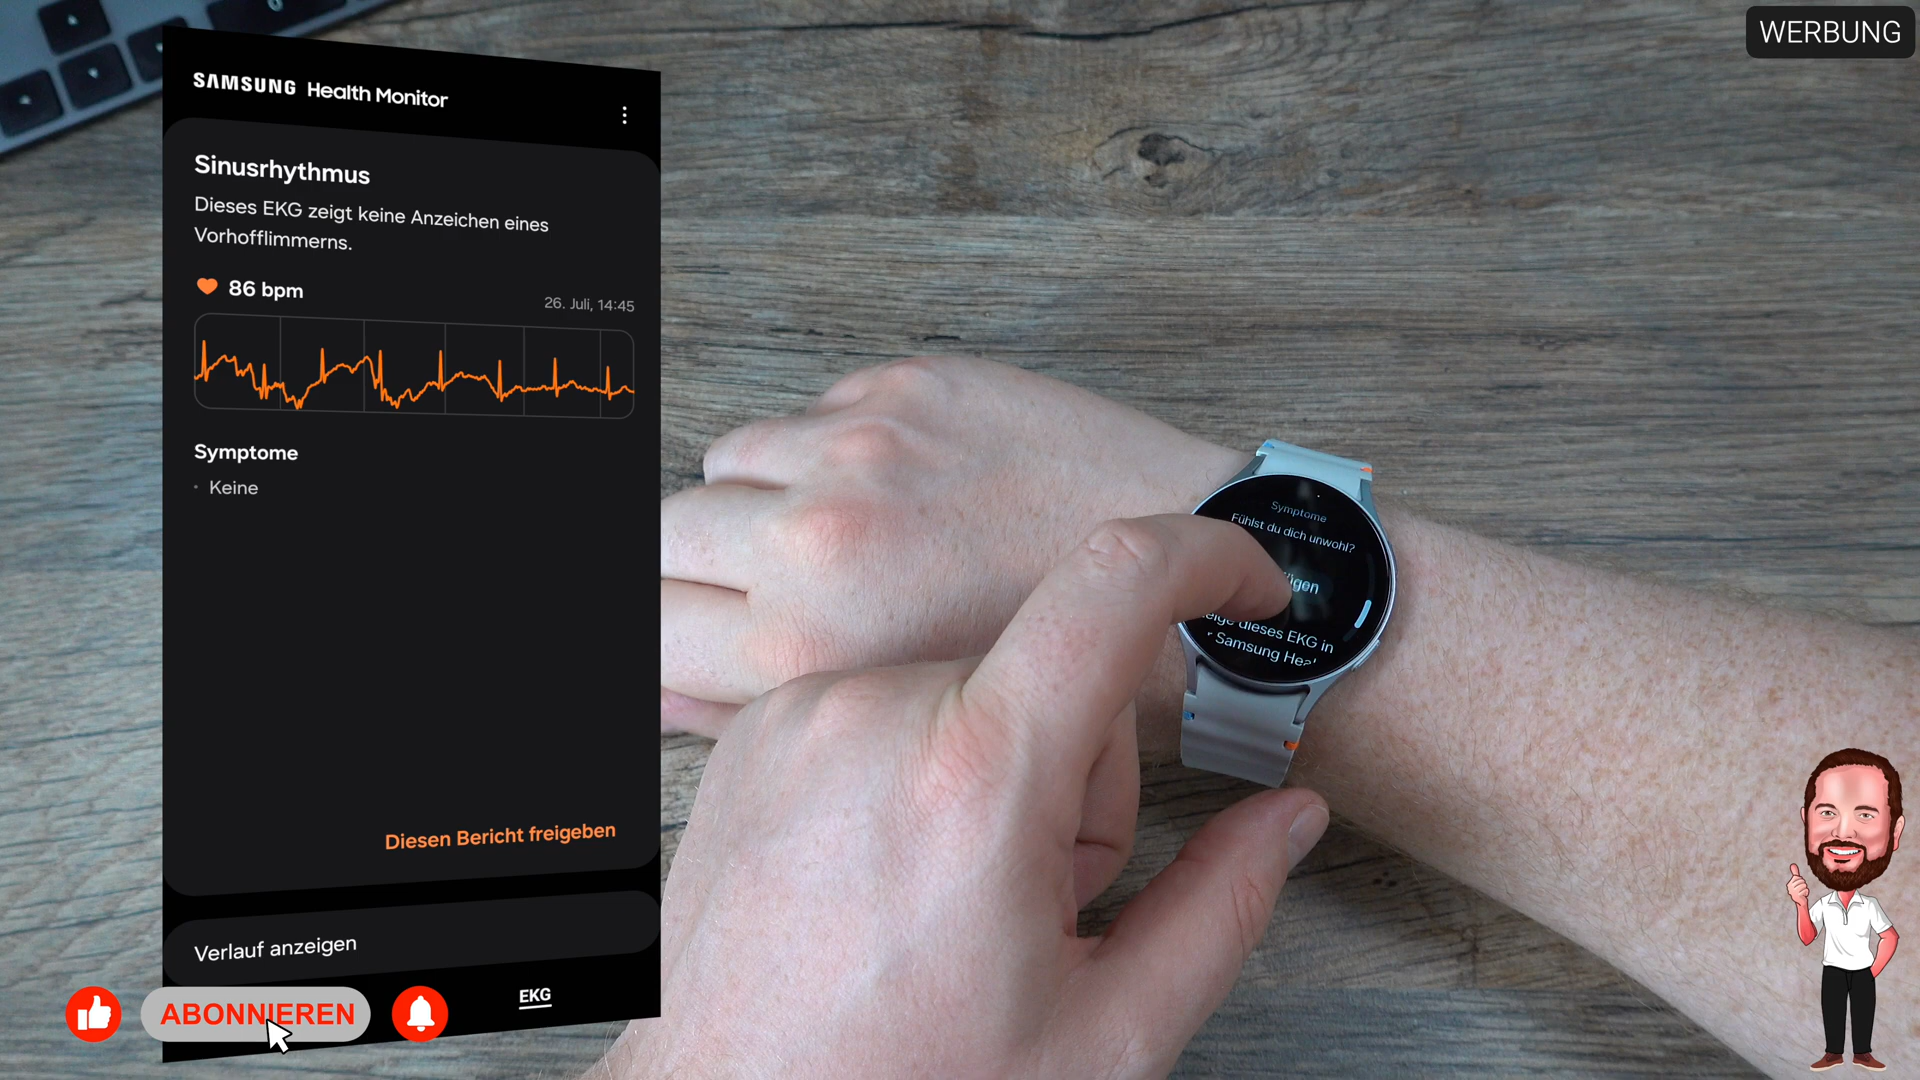 WERBUNG
SAMSUNG Health Monitor
Sinusrhythmus
Dieses EKG zeigt keine Anzeichen eines
Vorhofflimmerns.
86 bpm
26. Juli, 14:45
Symptome
• Keine
Diesen Bericht freigeben
Verlauf anzeigen
EKG
ABONNIEREN
Symptome
Fühlst du dich unwohl?
dieses EKG in
Samsung